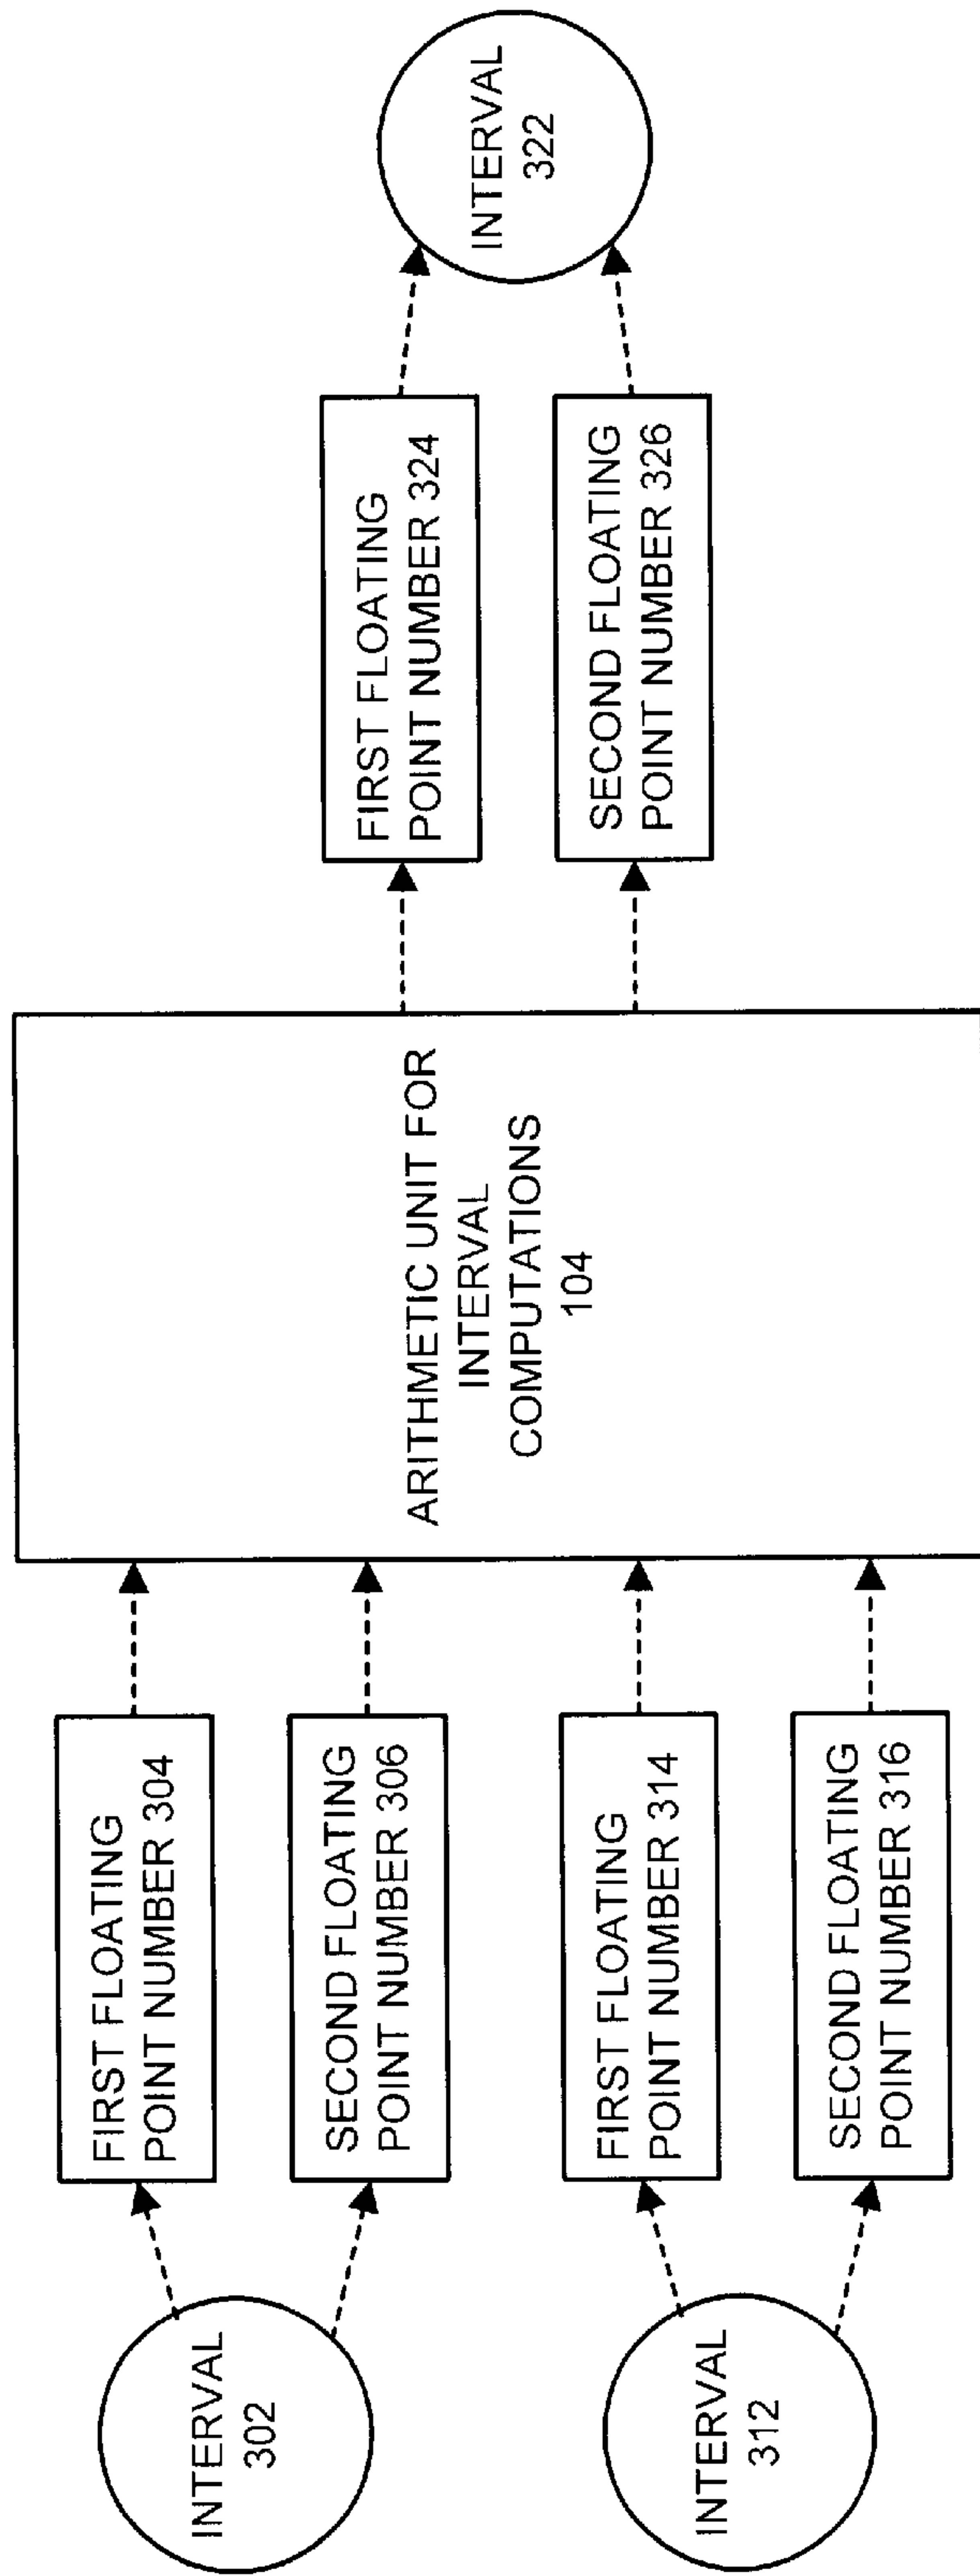 INTERVAL
302
FIRST FLOATING
POINT NUMBER 304
SECOND FLOATING
POINT NUMBER 306
INTERVAL
312
FIRST FLOATING
POINT NUMBER 314
SECOND FLOATING
POINT NUMBER 316
ARITHMETIC UNIT FOR
INTERVAL
COMPUTATIONS
104
FIRST FLOATING
POINT NUMBER 324
SECOND FLOATING
POINT NUMBER 326
INTERVAL
322